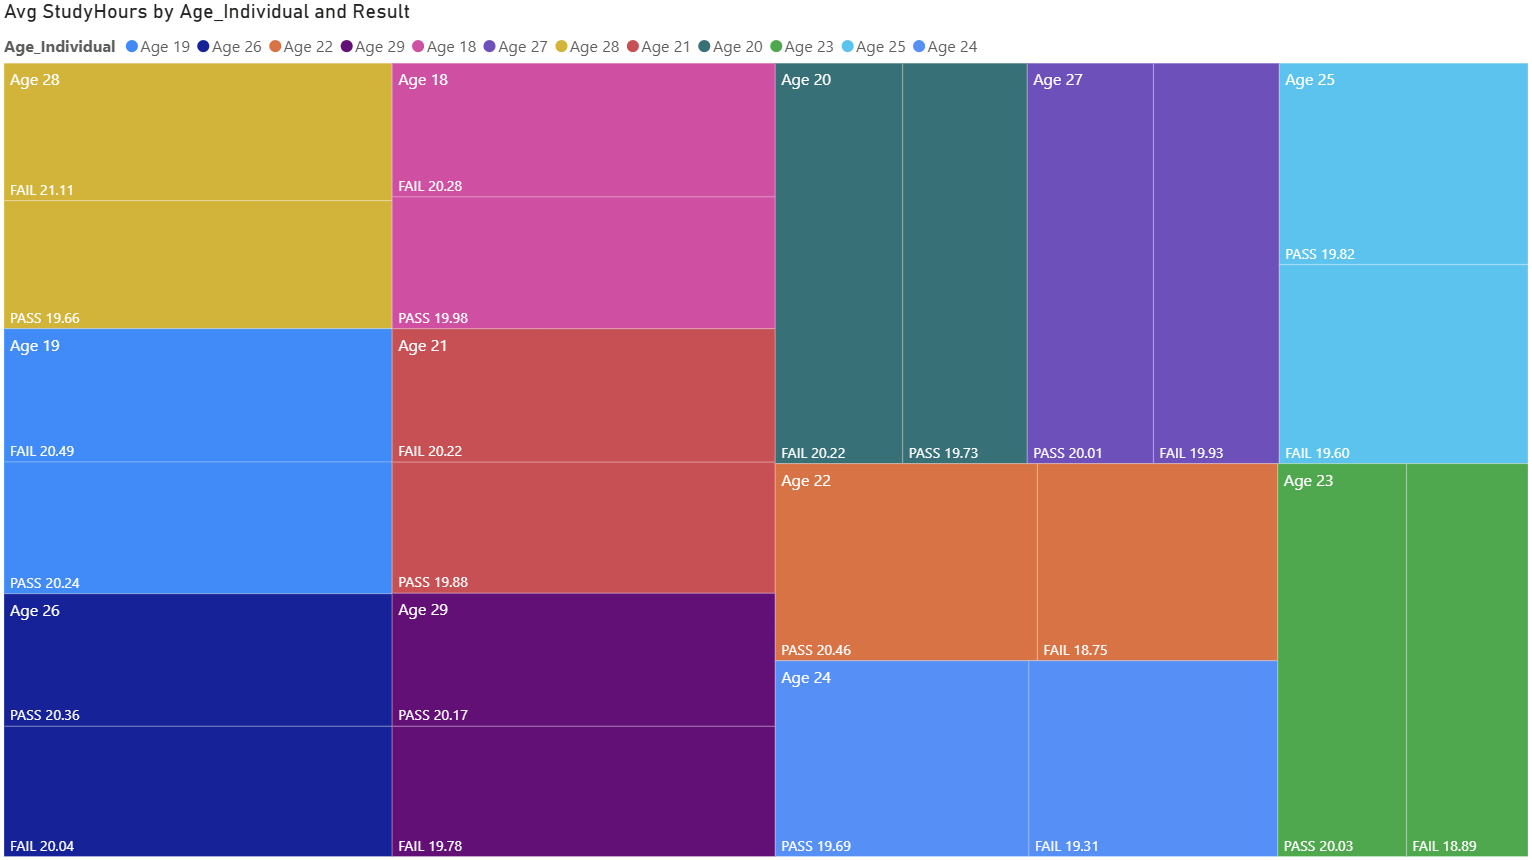 Avg StudyHours by Age_Individual and Result
Age_Individual Age 19 Age 26 Age 22 Age 29 Age 18 Age 27 Age 28 Age 21 Age 20 Age 23 Age 25 Age 24
Age 28
FAIL 21.11
PASS 19.66
Age 19
FAIL 20.49
PASS 20.24
Age 26
PASS 20.36
FAIL 20.04
Age 18
FAIL 20.28
PASS 19.98
Age 21
FAIL 20.22
PASS 19.88
Age 29
PASS 20.17
FAIL 19.78
Age 20
FAIL 20.22
PASS 19.73
Age 27
PASS 20.01
FAIL 19.93
Age 25
PASS 19.82
FAIL 19.60
Age 22
PASS 20.46
FAIL 18.75
Age 24
PASS 19.69
FAIL 19.31
Age 23
PASS 20.03
FAIL 18.89